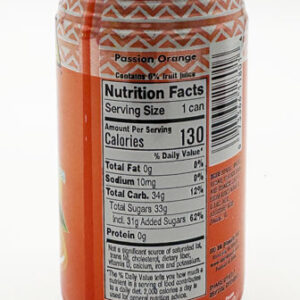 Passion Orange
Contains 6% fruit juice
Nutrition Facts
Serving Size 1 can
Amount Per Serving
Calories 130
% Daily Value*
Total Fat 0g 0%
Sodium 10mg 0%
Total Carb. 34g 12%
Total Sugars 33g
Incl. 31g Added Sugars 62%
Protein 0g
Not a significant source of saturated fat,
trans fat, cholesterol, dietary fiber,
vitamin D, calcium, iron and potassium.
*The % Daily Value tells you how much a
nutrient in a serving of food contributes
to a daily diet. 2,000 calories a day is
used for general nutrition advice.